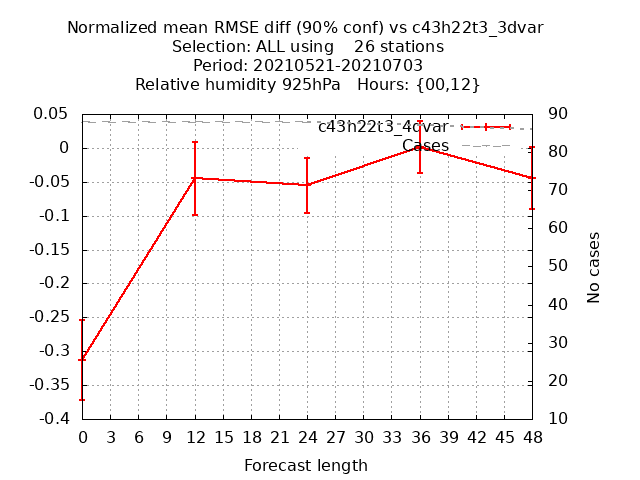 Normalized mean RMSE diff (90% conf) vs c43h22t3_3dvar
Selection: ALL using    26 stations
Period: 20210521-20210703
Relative humidity 925hPa   Hours: {00,12}
c43h22t3_4dvar
Cases
0.05
0
-0.05
-0.1
-0.15
-0.2
-0.25
-0.3
-0.35
-0.4
90
80
70
60
50
40
30
20
10
No cases
0 3 6 9 12 15 18 21 24 27 30 33 36 39 42 45 48
Forecast length